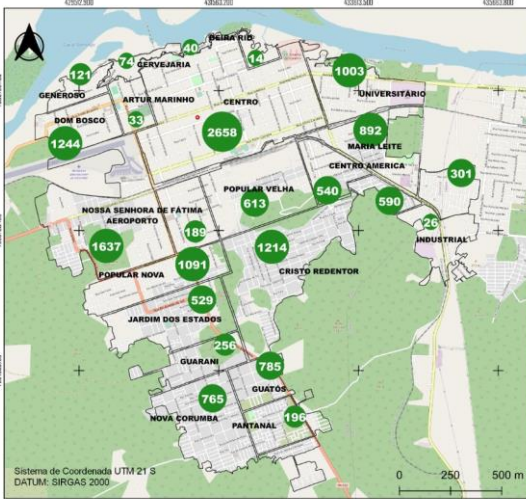 BEIRA RIO
40
74
14
CERVEJARIA
121
1003
GENEROSO
ARTUR MARINHO
CENTRO
UNIVERSITÁRIO
DOM BOSCO
33
1244
2658
892
MARIA LEITE
CENTRO AMERICA
301
POPULAR VELHA
540
590
613
NOSSA SENHORA DE FÁTIMA
AEROPORTO
26
1637
189
1214
INDUSTRIAL
1091
CRISTO REDENTOR
POPULAR NOVA
529
JARDIM DOS ESTADOS
256
GUARANI
785
GUATÓS
765
NOVA CORUMBA
196
PANTANAL
Sistema de Coordenada UTM 21 S
DATUM: SIRGAS 2000
0 250 500 m